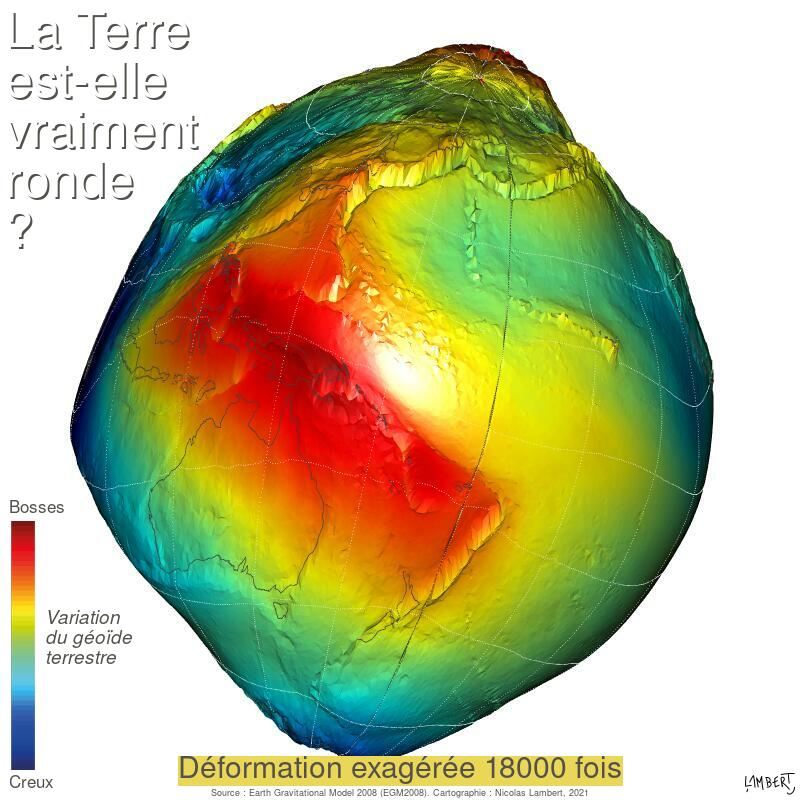 La Terre
est-elle
vraiment
ronde
?
Bosses
Variation
du géoïde
terrestre
Creux
Déformation exagérée 18000 fois
Source : Earth Gravitational Model 2008 (EGM2008). Cartographie : Nicolas Lambert, 2021
LAMBERT